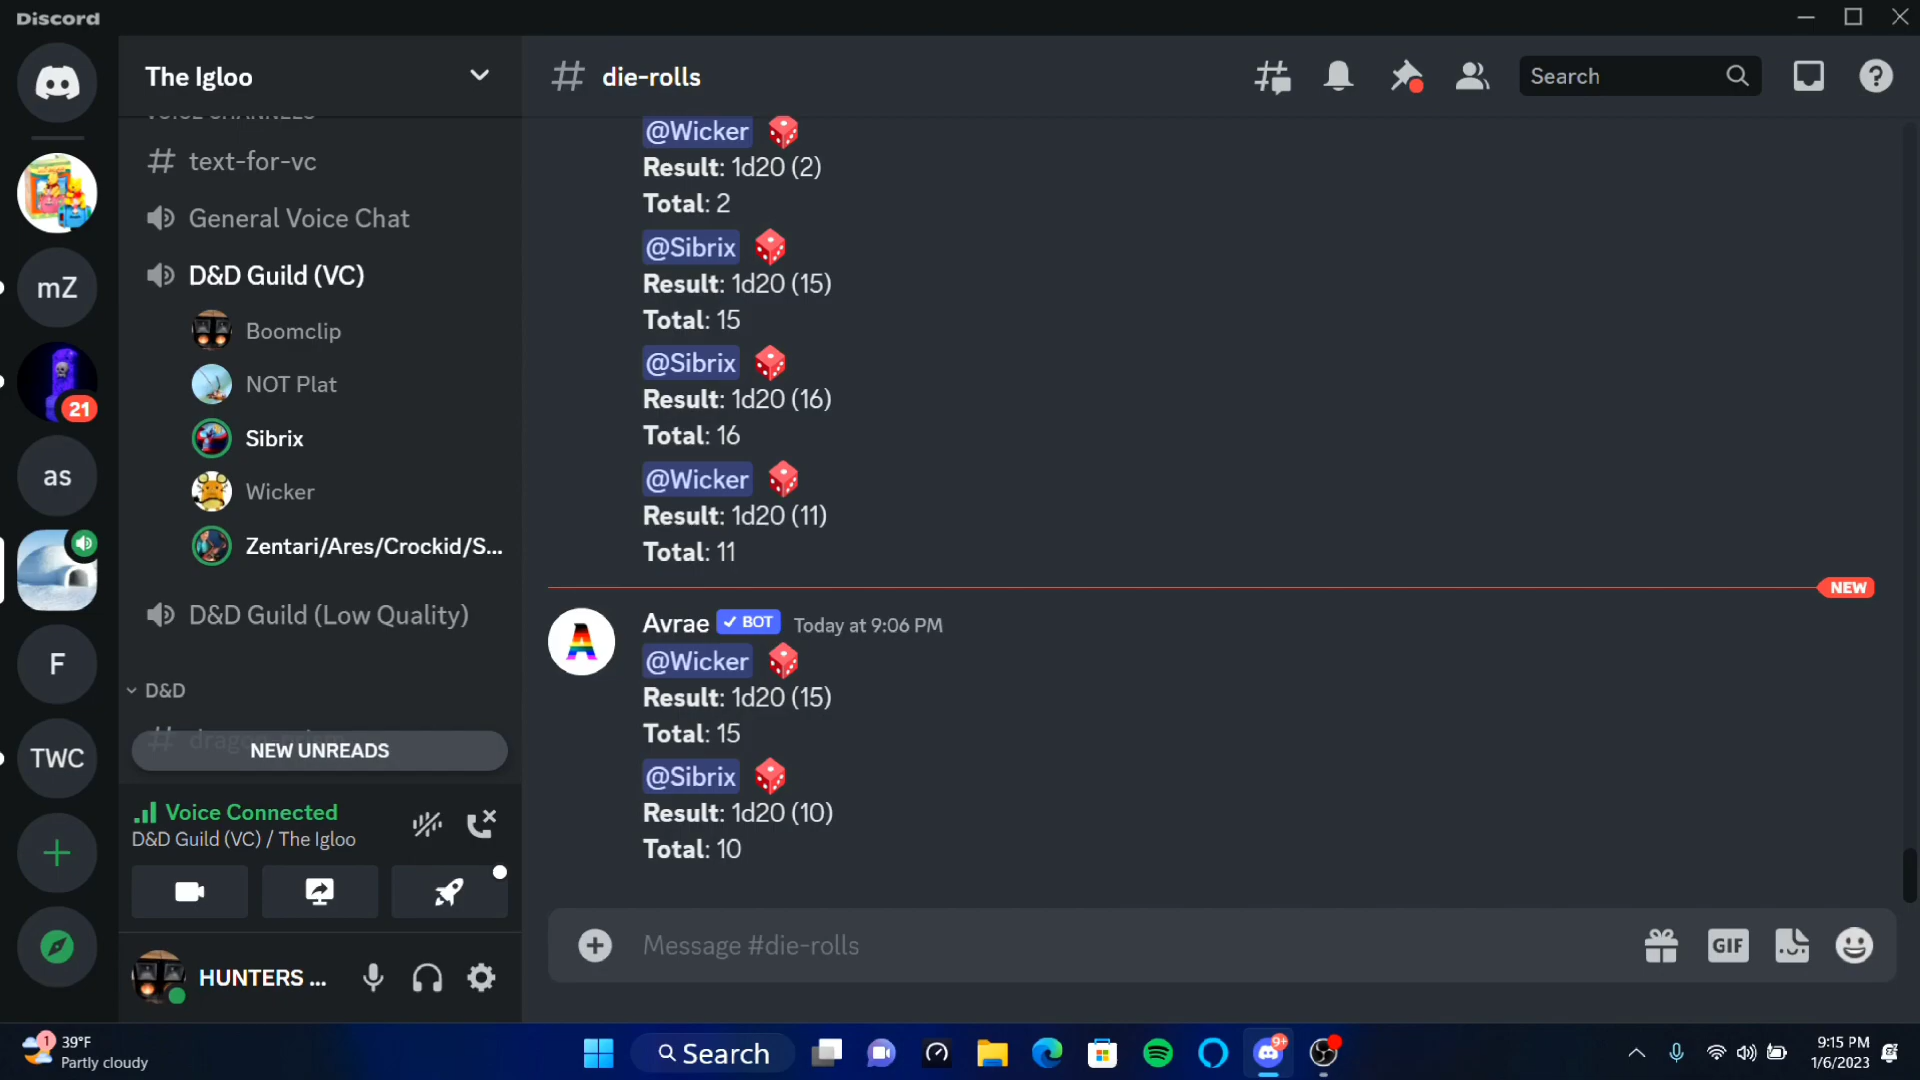 Discord
The Igloo
die-rolls
Search
VOICE CHANNELS
text-for-vc
General Voice Chat
D&D Guild (VC)
Boomclip
NOT Plat
Sibrix
Wicker
Zentari/Ares/Crockid/S...
D&D Guild (Low Quality)
D&D
NEW UNREADS
mZ
21
as
F
TWC
Voice Connected
D&D Guild (VC) / The Igloo
HUNTERS ...
@Wicker
Result: 1d20 (2)
Total: 2
@Sibrix
Result: 1d20 (15)
Total: 15
@Sibrix
Result: 1d20 (16)
Total: 16
@Wicker
Result: 1d20 (11)
Total: 11
NEW
A
Avrae ✓ BOT Today at 9:06 PM
@Wicker
Result: 1d20 (15)
Total: 15
@Sibrix
Result: 1d20 (10)
Total: 10
Message #die-rolls
GIF
1
39°F
Partly cloudy
Search
9+
9:15 PM
1/6/2023